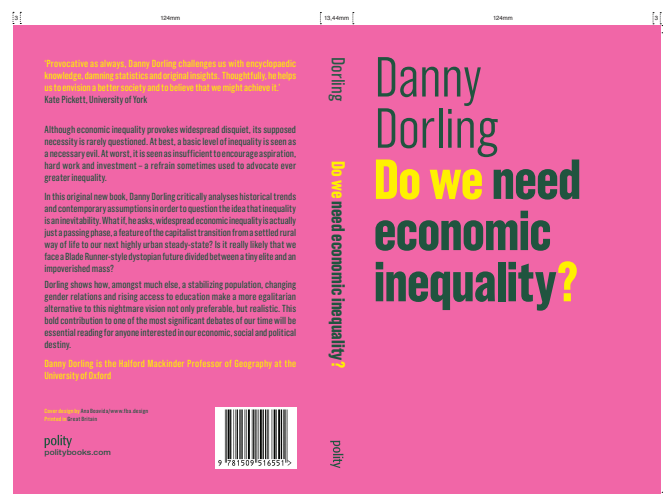 3
124mm
13,44mm
124mm
3
'Provocative as always, Danny Dorling challenges us with encyclopaedic
knowledge, damning statistics and original insights. Thoughtfully, he helps
us to envision a better society and to believe that we might achieve it.'
Kate Pickett, University of York
Although economic inequality provokes widespread disquiet, its supposed
necessity is rarely questioned. At best, a basic level of inequality is seen as
a necessary evil. At worst, it is seen as insufficient to encourage aspiration,
hard work and investment – a refrain sometimes used to advocate ever
greater inequality.
In this original new book, Danny Dorling critically analyses historical trends
and contemporary assumptions in order to question the idea that inequality
is an inevitability. What if, he asks, widespread economic inequality is actually
just a passing phase, a feature of the capitalist transition from a settled rural
way of life to our next highly urban steady-state? Is it really likely that we
face a Blade Runner-style dystopian future divided between a tiny elite and an
impoverished mass?
Dorling shows how, amongst much else, a stabilizing population, changing
gender relations and rising access to education make a more egalitarian
alternative to this nightmare vision not only preferable, but realistic. This
bold contribution to one of the most significant debates of our time will be
essential reading for anyone interested in our economic, social and political
destiny.
Danny Dorling is the Halford Mackinder Professor of Geography at the
University of Oxford
Cover design by
Printed in Great Britain
polity
politybooks.com
9 781509 516551 >
Dorling
Do we need economic inequality?
polity
Danny
Dorling
Do we need
economic
inequality?